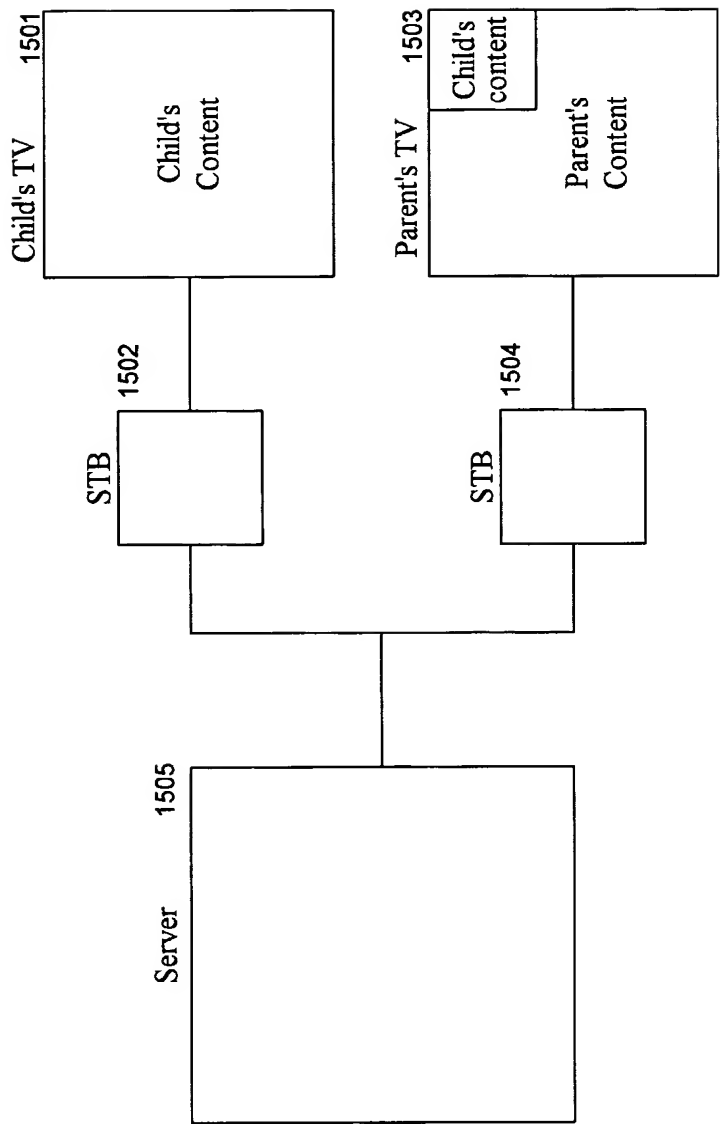 Child's TV
1501
Child's
Content
Parent's TV
1503
Child's
content
Parent's
Content
STB
1502
STB
1504
Server
1505